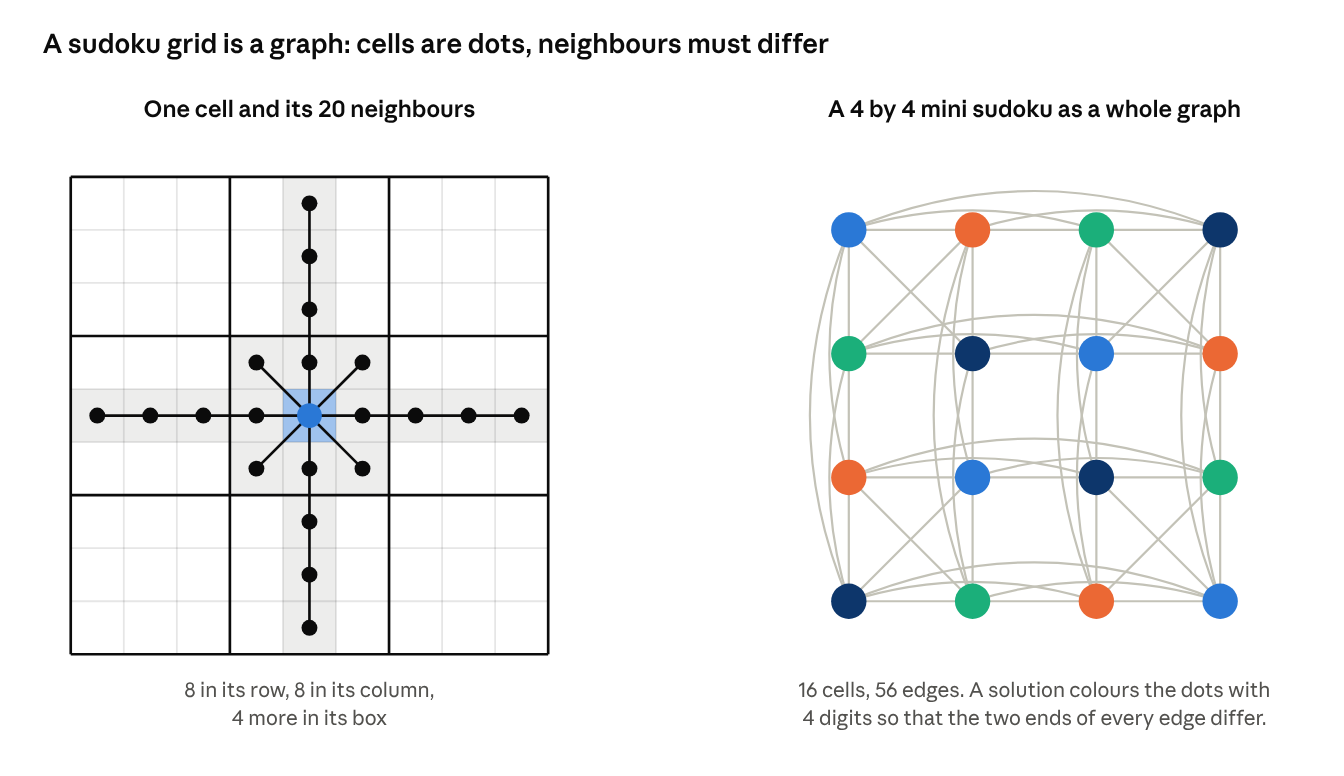 A sudoku grid is a graph: cells are dots, neighbours must differ
One cell and its 20 neighbours
8 in its row, 8 in its column,
4 more in its box
A 4 by 4 mini sudoku as a whole graph
16 cells, 56 edges. A solution colours the dots with
4 digits so that the two ends of every edge differ.